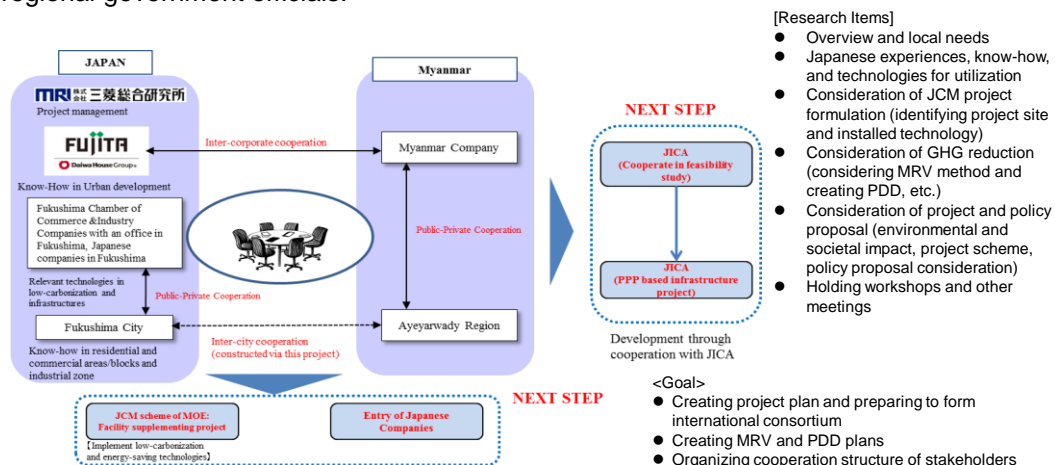 regional government officials.
JAPAN
MRI 株式会社 三菱総合研究所
Project management
FUJITA
Daiwa House Group®
Know-How in Urban development
Fukushima Chamber of
Commerce &Industry
Companies with an office in
Fukushima, Japanese
companies in Fukushima
Relevant technologies in
low-carbonization and
infrastructures
Public-Private Cooperation
Fukushima City
Know-how in residential and
commercial areas/blocks and
industrial zone
Inter-corporate cooperation
Inter-city cooperation
(constructed via this project)
Myanmar
Myanmar Company
Public-Private Cooperation
Ayeyarwady Region
NEXT STEP
JICA
(Cooperate in feasibility
study)
JICA
(PPP based infrastructure
project)
Development through
cooperation with JICA
NEXT STEP
JCM scheme of MOE:
Facility supplementing project
【Implement low-carbonization
and energy-saving technologies】
Entry of Japanese
Companies
[Research Items]
● Overview and local needs
● Japanese experiences, know-how,
and technologies for utilization
● Consideration of JCM project
formulation (identifying project site
and installed technology)
● Consideration of GHG reduction
(considering MRV method and
creating PDD, etc.)
● Consideration of project and policy
proposal (environmental and
societal impact, project scheme,
policy proposal consideration)
● Holding workshops and other
meetings
<Goal>
● Creating project plan and preparing to form
international consortium
● Creating MRV and PDD plans
● Organizing cooperation structure of stakeholders